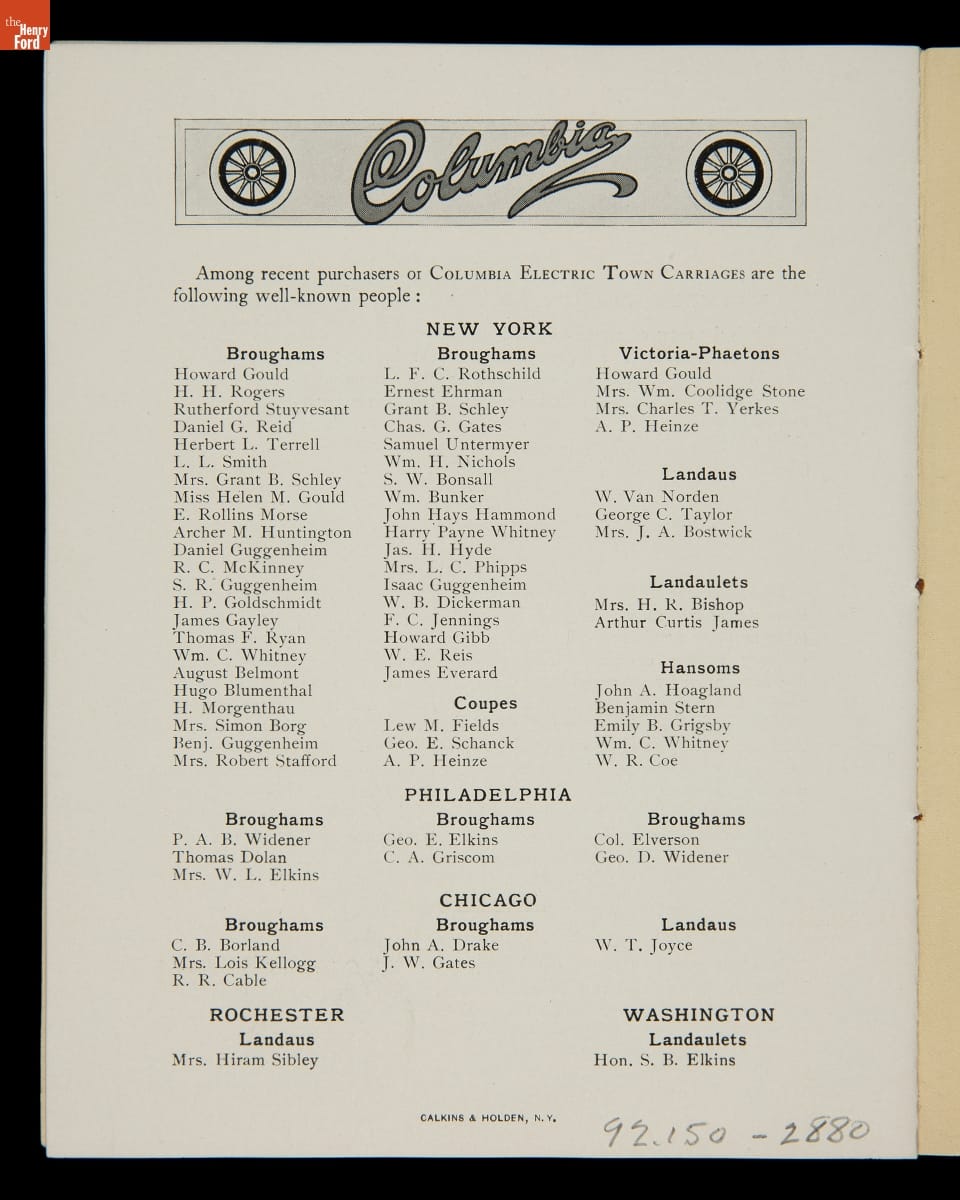 the
Henry
Ford
Columbia
Among recent purchasers of COLUMBIA ELECTRIC TOWN CARRIAGES are the
following well-known people :
NEW YORK
Broughams
Howard Gould
H. H. Rogers
Rutherford Stuyvesant
Daniel G. Reid
Herbert L. Terrell
L. L. Smith
Mrs. Grant B. Schley
Miss Helen M. Gould
E. Rollins Morse
Archer M. Huntington
Daniel Guggenheim
R. C. McKinney
S. R. Guggenheim
H. P. Goldschmidt
James Gayley
Thomas F. Ryan
Wm. C. Whitney
August Belmont
Hugo Blumenthal
H. Morgenthau
Mrs. Simon Borg
Benj. Guggenheim
Mrs. Robert Stafford
Broughams
L. F. C. Rothschild
Ernest Ehrman
Grant B. Schley
Chas. G. Gates
Samuel Untermyer
Wm. H. Nichols
S. W. Bonsall
Wm. Bunker
John Hays Hammond
Harry Payne Whitney
Jas. H. Hyde
Mrs. L. C. Phipps
Isaac Guggenheim
W. B. Dickerman
F. C. Jennings
Howard Gibb
W. E. Reis
James Everard
Coupes
Lew M. Fields
Geo. E. Schanck
A. P. Heinze
Victoria-Phaetons
Howard Gould
Mrs. Wm. Coolidge Stone
Mrs. Charles T. Yerkes
A. P. Heinze
Landaus
W. Van Norden
George C. Taylor
Mrs. J. A. Bostwick
Landaulets
Mrs. H. R. Bishop
Arthur Curtis James
Hansoms
John A. Hoagland
Benjamin Stern
Emily B. Grigsby
Wm. C. Whitney
W. R. Coe
PHILADELPHIA
Broughams
P. A. B. Widener
Thomas Dolan
Mrs. W. L. Elkins
Broughams
Geo. E. Elkins
C. A. Griscom
Broughams
Col. Elverson
Geo. D. Widener
CHICAGO
Broughams
C. B. Borland
Mrs. Lois Kellogg
R. R. Cable
Broughams
John A. Drake
J. W. Gates
Landaus
W. T. Joyce
ROCHESTER
Landaus
Mrs. Hiram Sibley
WASHINGTON
Landaulets
Hon. S. B. Elkins
CALKINS & HOLDEN, N. Y.
92.150 - 2880